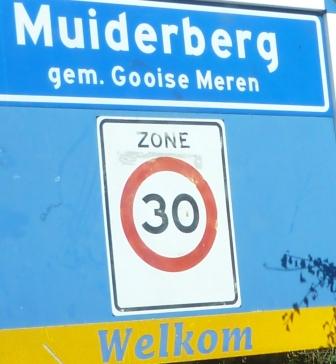 Muiderberg
gem. Gooise Meren
ZONE
30
Welkom